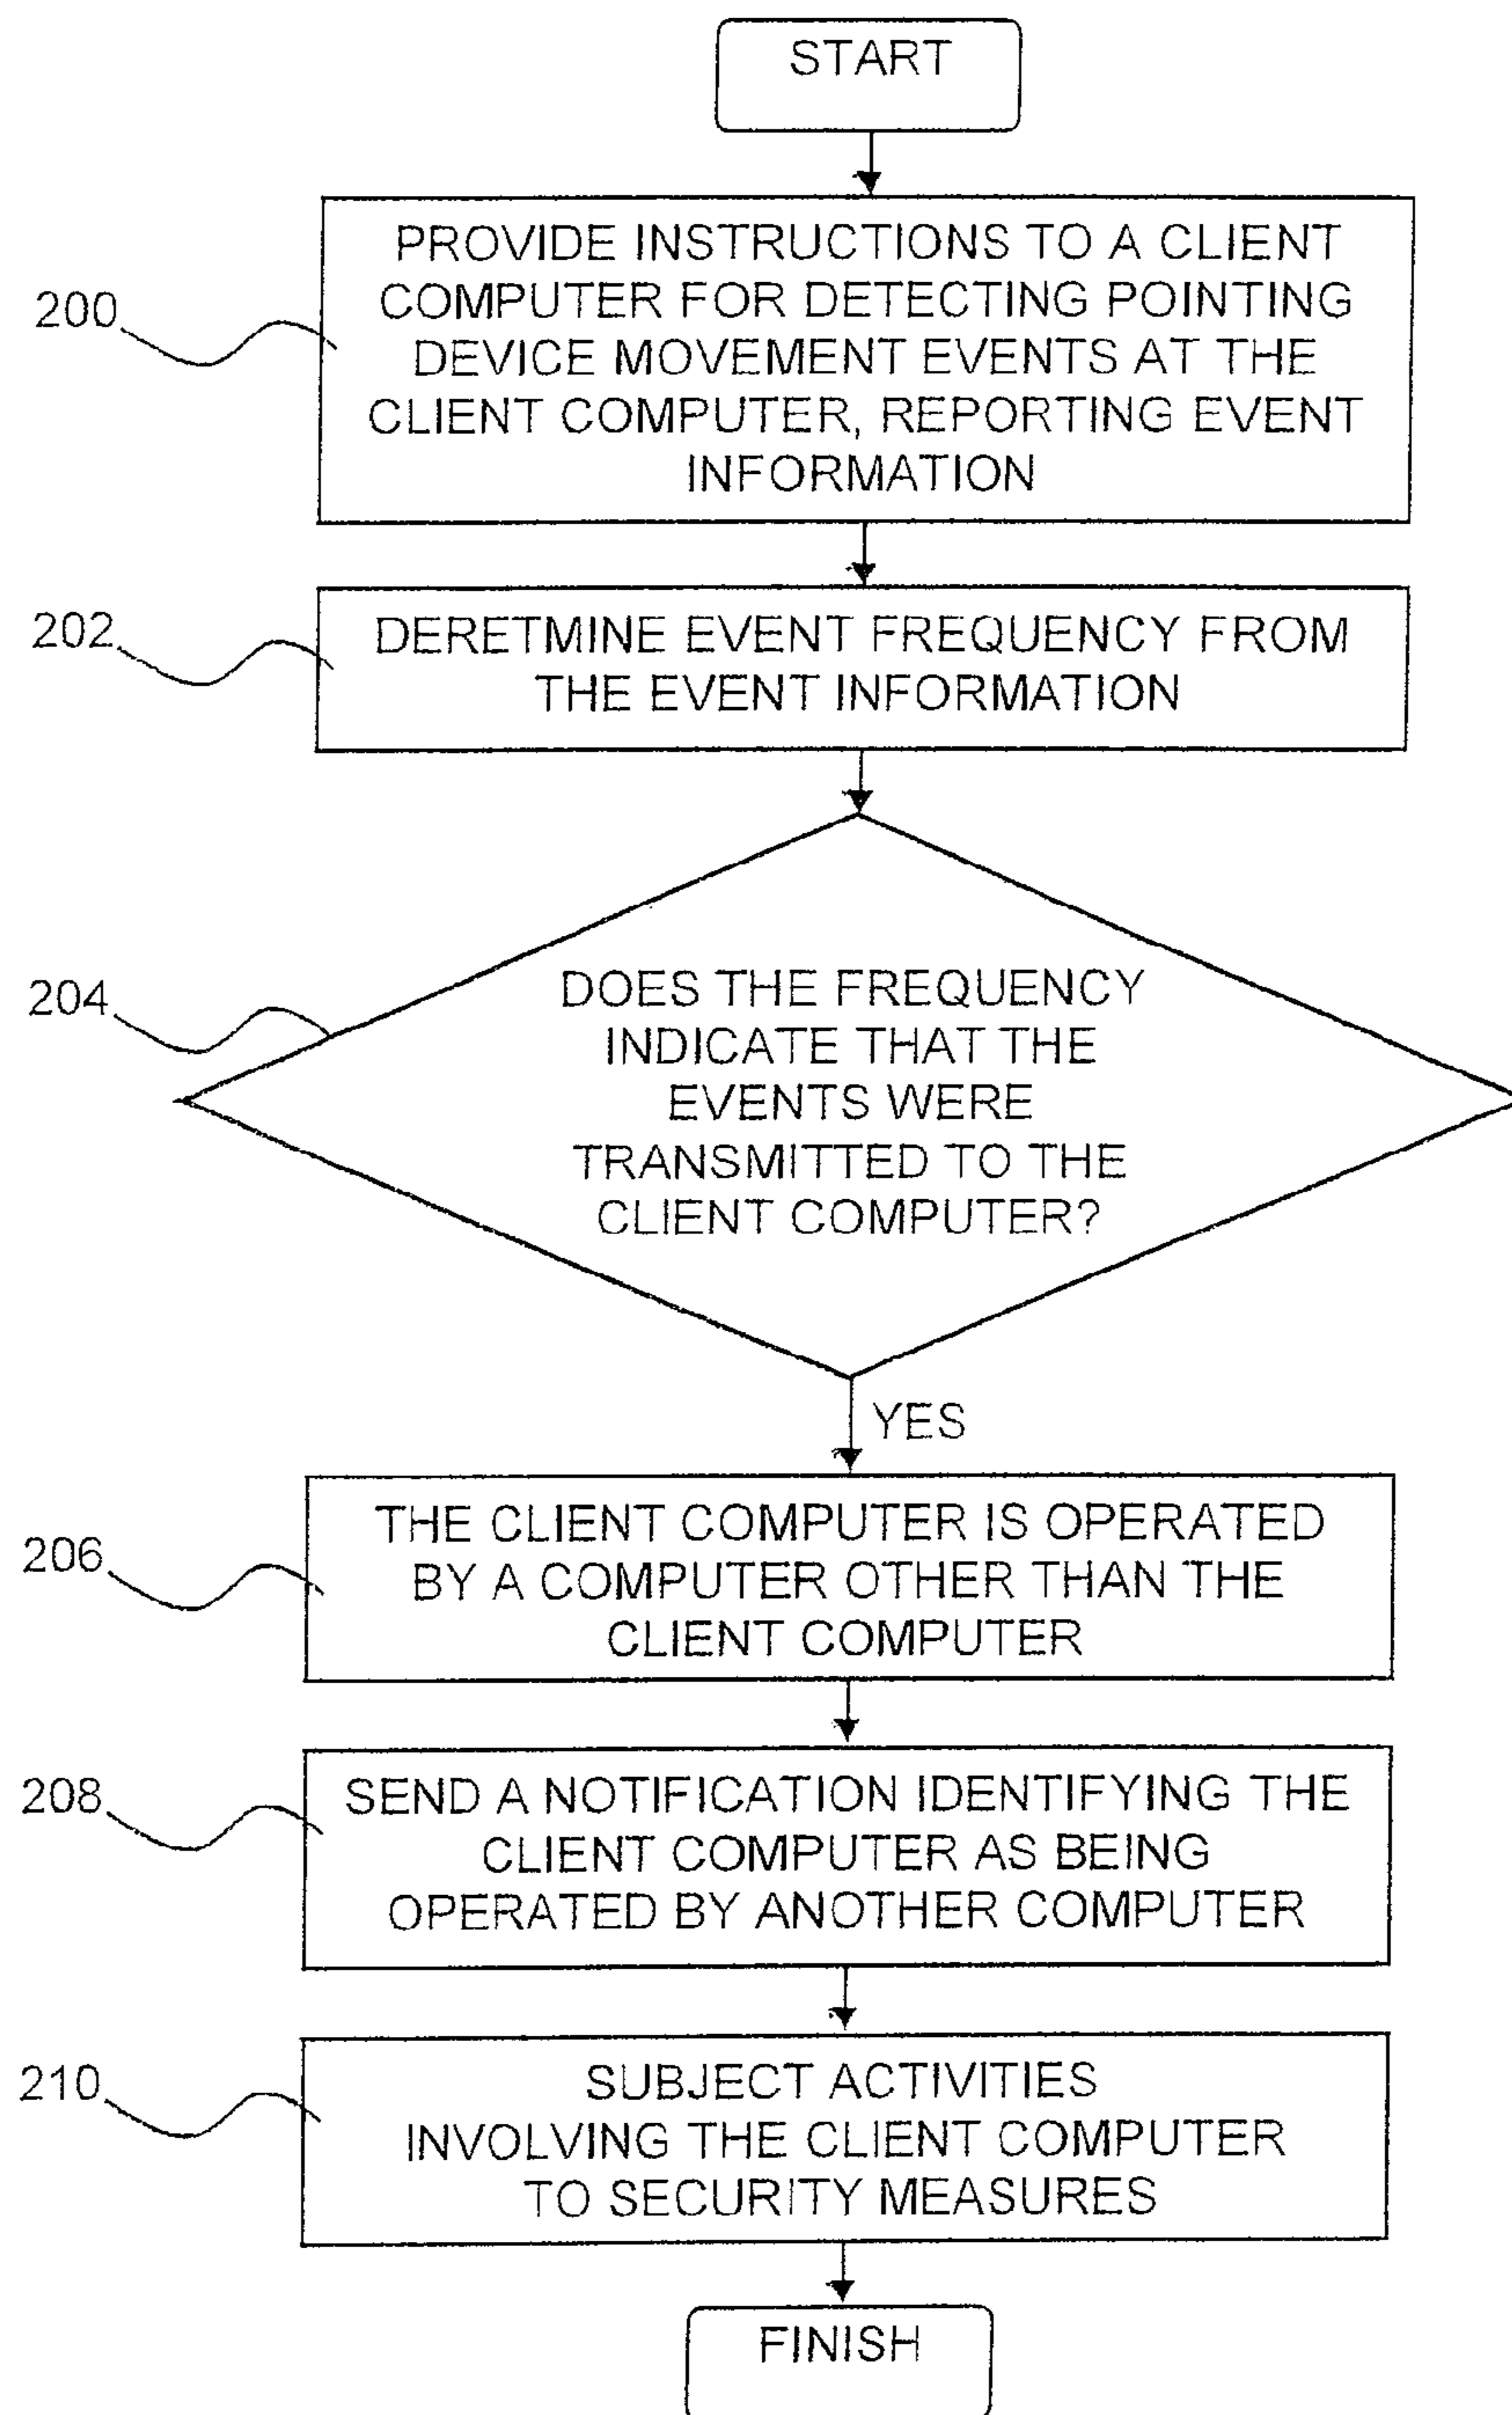 START
200
PROVIDE INSTRUCTIONS TO A CLIENT
COMPUTER FOR DETECTING POINTING
DEVICE MOVEMENT EVENTS AT THE
CLIENT COMPUTER, REPORTING EVENT
INFORMATION
202
DERETMINE EVENT FREQUENCY FROM
THE EVENT INFORMATION
204
DOES THE FREQUENCY
INDICATE THAT THE
EVENTS WERE
TRANSMITTED TO THE
CLIENT COMPUTER?
YES
206
THE CLIENT COMPUTER IS OPERATED
BY A COMPUTER OTHER THAN THE
CLIENT COMPUTER
208
SEND A NOTIFICATION IDENTIFYING THE
CLIENT COMPUTER AS BEING
OPERATED BY ANOTHER COMPUTER
210
SUBJECT ACTIVITIES
INVOLVING THE CLIENT COMPUTER
TO SECURITY MEASURES
FINISH